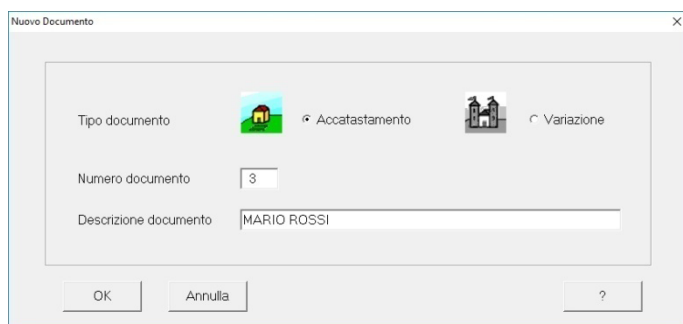 Nuovo Documento
Tipo documento Accatastamento Variazione
Numero documento 3
Descrizione documento MARIO ROSSI
OK Annulla ?